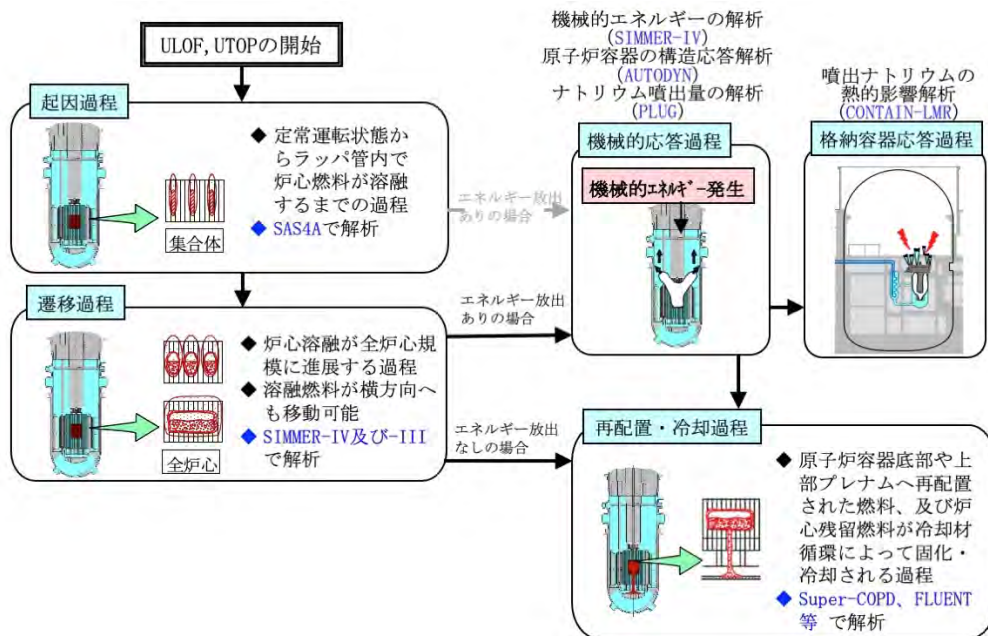 ULOF,UTOPの開始
起因過程
◆ 定常運転状態か
らラッパ管内で
炉心燃料が溶融
するまでの過程
◆ SAS4Aで解析
集合体
エネルギー放出
ありの場合
遷移過程
◆ 炉心溶融が全炉心規
模に進展する過程
◆ 溶融燃料が横方向へ
も移動可能
◆ SIMMER-IV及び-III
で解析
全炉心
エネルギー放出
ありの場合
エネルギー放出
なしの場合
機械的エネルギーの解析
(SIMMER-IV)
原子炉容器の構造応答解析
(AUTODYN)
ナトリウム噴出量の解析
(PLUG)
機械的応答過程
機械的ｴﾈﾙｷﾞｰ発生
噴出ナトリウムの
熱的影響解析
(CONTAIN-LMR)
格納容器応答過程
再配置・冷却過程
◆ 原子炉容器底部や上
部プレナムへ再配置
された燃料、及び炉
心残留燃料が冷却材
循環によって固化・
冷却される過程
◆ Super-COPD、FLUENT
等 で解析